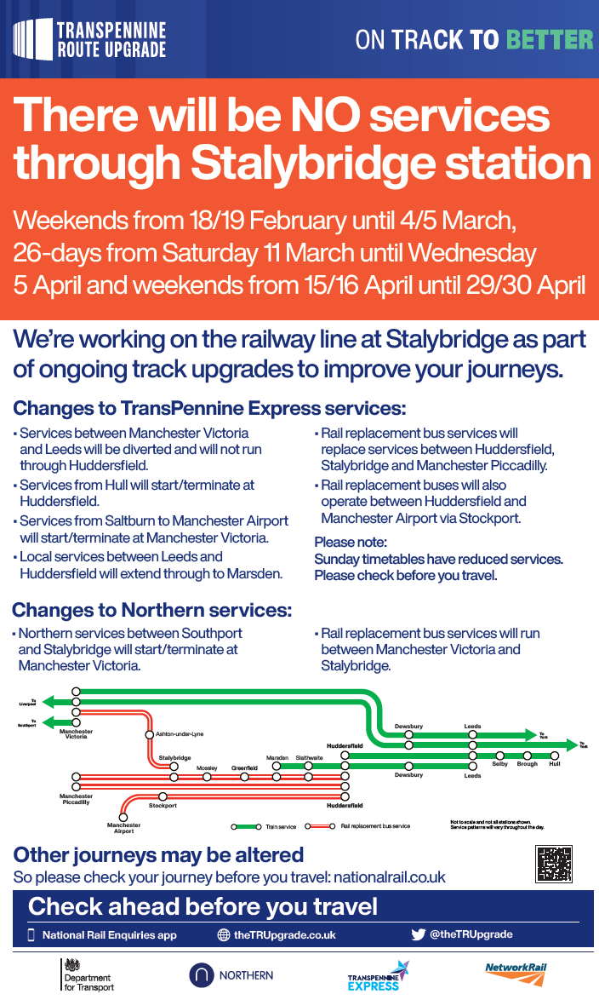 TRANSPENNINE
ROUTE UPGRADE
ON TRACK TO BETTER
There will be NO services
through Stalybridge station
Weekends from 18/19 February until 4/5 March,
26-days from Saturday 11 March until Wednesday
5 April and weekends from 15/16 April until 29/30 April
We’re working on the railway line at Stalybridge as part
of ongoing track upgrades to improve your journeys.
Changes to TransPennine Express services:
▪ Services between Manchester Victoria
and Leeds will be diverted and will not run
through Huddersfield.
▪ Services from Hull will start/terminate at
Huddersfield.
▪ Services from Saltburn to Manchester Airport
will start/terminate at Manchester Victoria.
▪ Local services between Leeds and
Huddersfield will extend through to Marsden.
▪ Rail replacement bus services will
replace services between Huddersfield,
Stalybridge and Manchester Piccadilly.
▪ Rail replacement buses will also
operate between Huddersfield and
Manchester Airport via Stockport.
Please note:
Sunday timetables have reduced services.
Please check before you travel.
Changes to Northern services:
▪ Northern services between Southport
and Stalybridge will start/terminate at
Manchester Victoria.
▪ Rail replacement bus services will run
between Manchester Victoria and
Stalybridge.
To
Liverpool
To
Southport
Manchester
Victoria
Ashton-under-Lyne
Dewsbury
Leeds
To
York
To
York
Huddersfield
Stalybridge
Mossley
Greenfield
Marsden
Slaithwaite
Selby
Brough
Hull
Dewsbury
Leeds
Manchester
Piccadilly
Stockport
Huddersfield
Manchester
Airport
Train service
Rail replacement bus service
Not to scale and not all stations shown.
Service patterns will vary throughout the day.
Other journeys may be altered
So please check your journey before you travel: nationalrail.co.uk
Check ahead before you travel
National Rail Enquiries app
theTRUpgrade.co.uk
@theTRUpgrade
Department
for Transport
NORTHERN
TRANSPENNINE
EXPRESS
NetworkRail